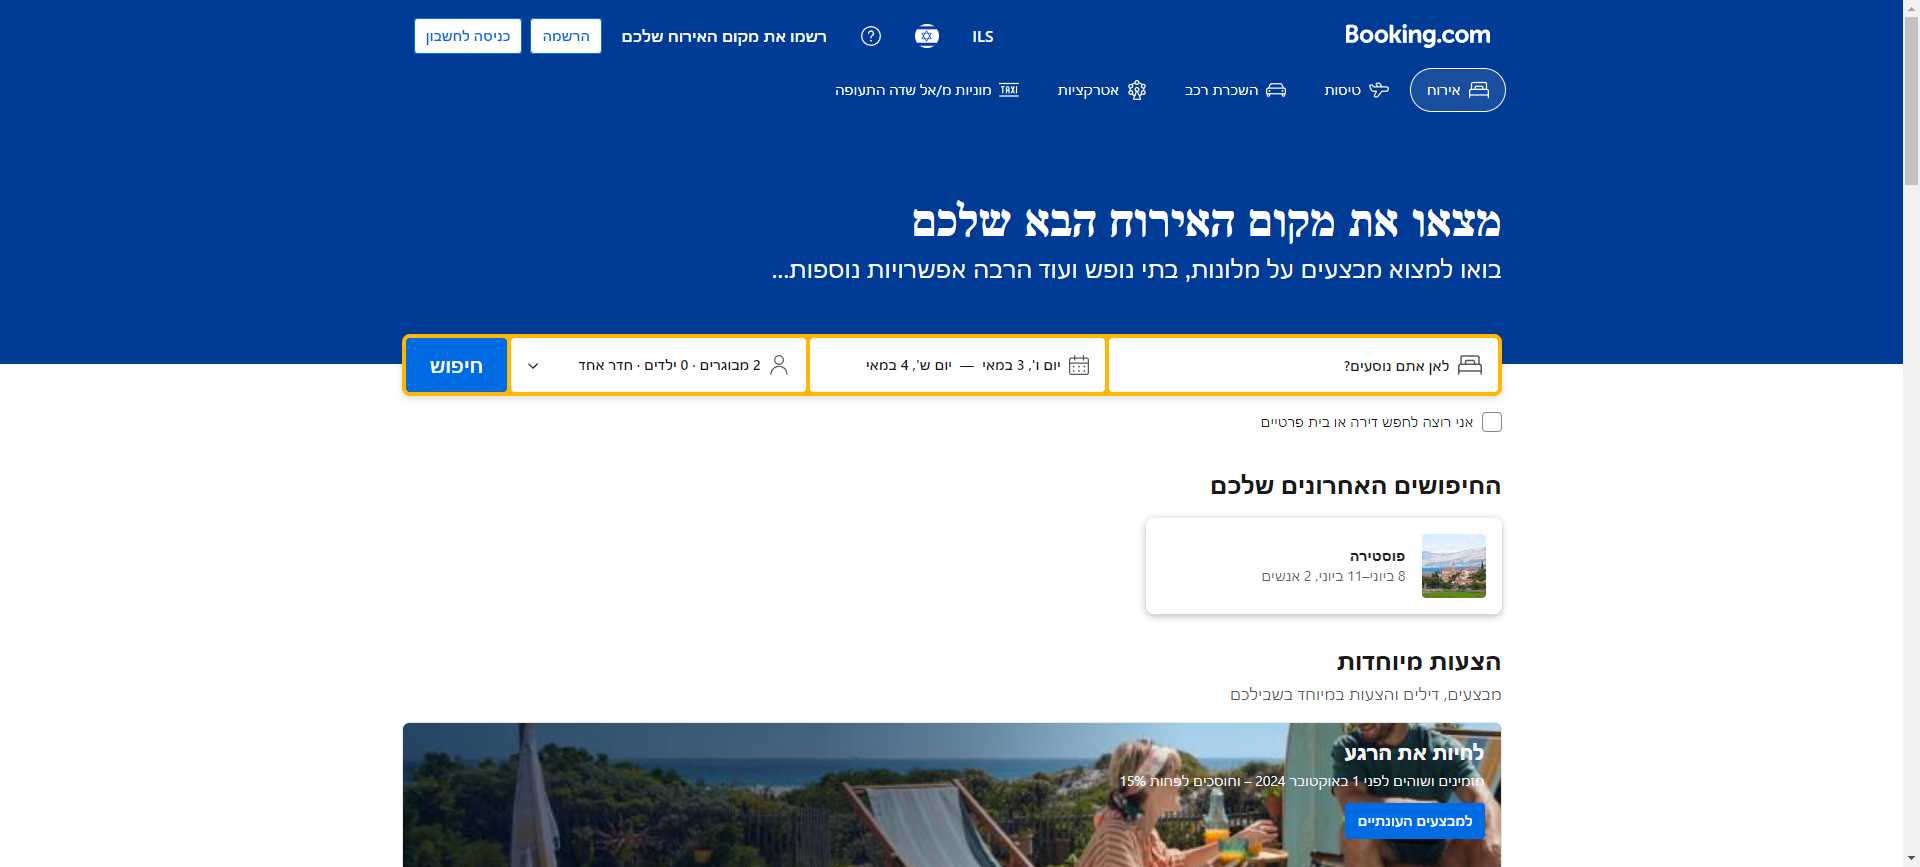 Booking.com
ILS
רשמו את מקום האירוח שלכם
הרשמה
כניסה לחשבון
אירוח
טיסות
השכרת רכב
אטרקציות
TAXI
מוניות מ/אל שדה התעופה
מצאו את מקום האירוח הבא שלכם
בואו למצוא מבצעים על מלונות, בתי נופש ועוד הרבה אפשרויות נוספות...
לאן אתם נוסעים?
יום ו', 3 במאי — יום ש', 4 במאי
2 מבוגרים · 0 ילדים · חדר אחד
חיפוש
אני רוצה לחפש דירה או בית פרטיים
החיפושים האחרונים שלכם
פוסטירה
8 ביוני–11 ביוני, 2 אנשים
הצעות מיוחדות
מבצעים, דילים והצעות במיוחד בשבילכם
לחיות את הרגע
מזמינים ושוהים לפני 1 באוקטובר 2024 – וחוסכים לפחות 15%
למבצעים העונתיים